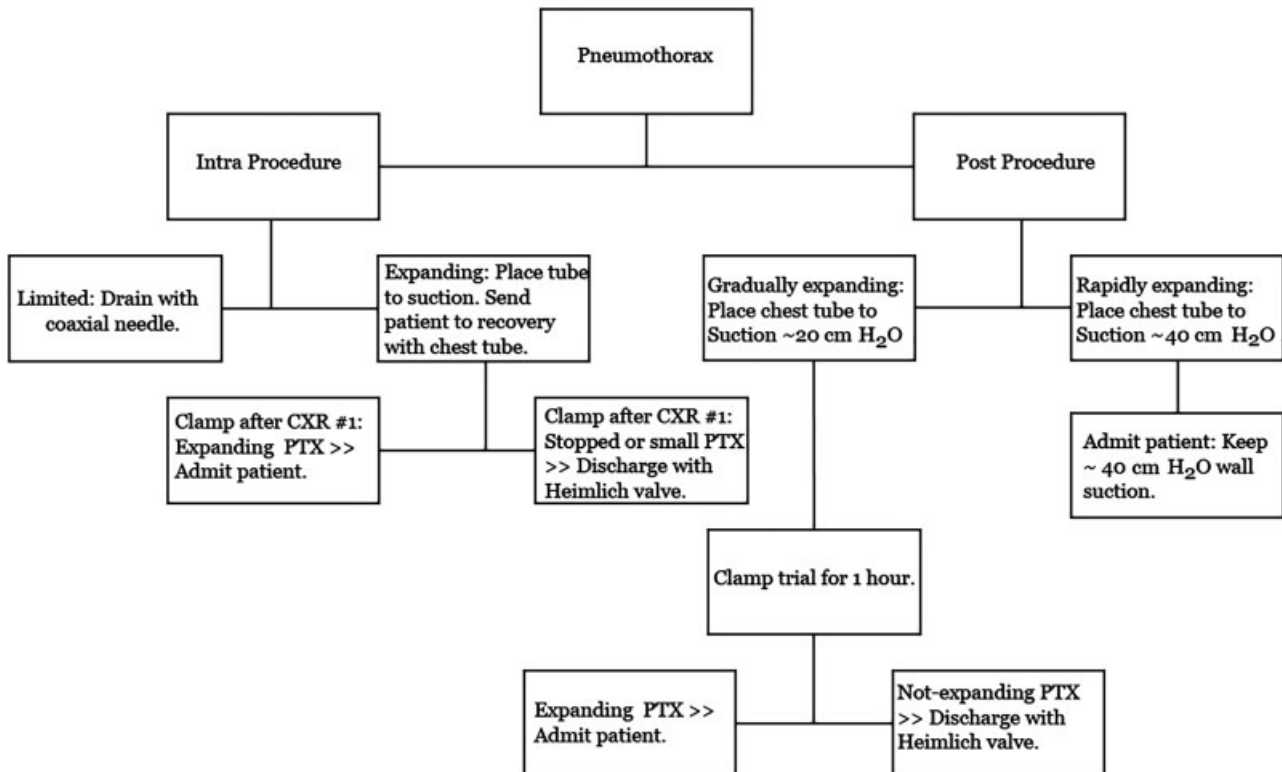 Pneumothorax
Intra Procedure
Post Procedure
Limited: Drain with
coaxial needle.
Expanding: Place tube
to suction. Send
patient to recovery
with chest tube.
Gradually expanding:
Place chest tube to
Suction ~20 cm H₂O
Rapidly expanding:
Place chest tube to
Suction ~40 cm H₂O
Clamp after CXR #1:
Expanding PTX >>
Admit patient.
Clamp after CXR #1:
Stopped or small PTX
>> Discharge with
Heimlich valve.
Admit patient: Keep
~ 40 cm H₂O wall
suction.
Clamp trial for 1 hour.
Expanding PTX >>
Admit patient.
Not-expanding PTX
>> Discharge with
Heimlich valve.